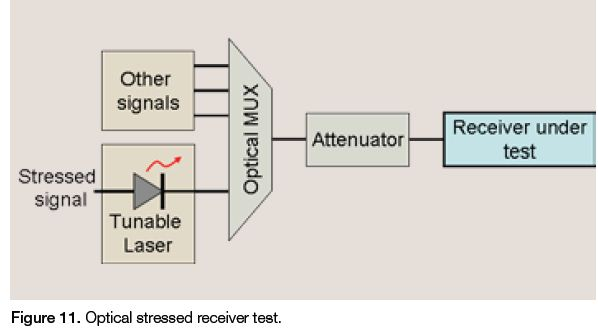 Other
signals
Stressed
signal
Tunable
Laser
Optical MUX
Attenuator
Receiver under
test
Figure 11. Optical stressed receiver test.